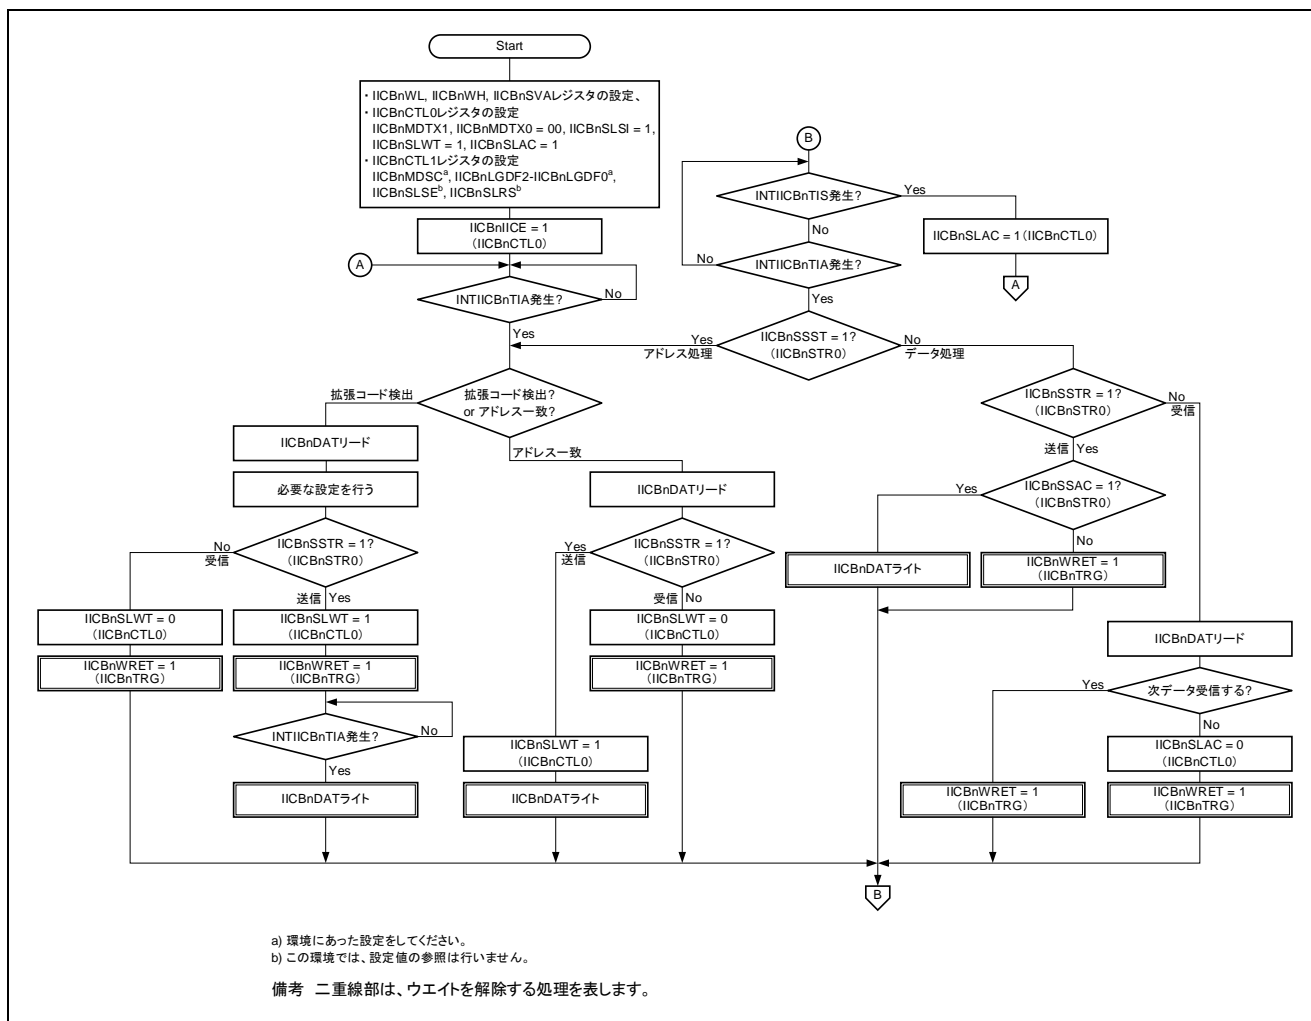 Start
・IICBnWL, IICBnWH, IICBnSVAレジスタの設定、
・IICBnCTL0レジスタの設定
IICBnMDTX1, IICBnMDTX0 = 00, IICBnSLSI = 1,
IICBnSLWT = 1, IICBnSLAC = 1
・IICBnCTL1レジスタの設定
IICBnMDSCa, IICBnLGDF2-IICBnLGDF0a,
IICBnSLSEb, IICBnSLRSb
IICBnIICE = 1
(IICBnCTL0)
A
INTIICBnTIA発生?
No
Yes
B
INTIICBnTIS発生?
Yes
No
IICBnSLAC = 1 (IICBnCTL0)
A
INTIICBnTIA発生?
No
Yes
IICBnSSST = 1?
(IICBnSTR0)
Yes
アドレス処理
No
データ処理
拡張コード検出?
or アドレス一致?
拡張コード検出
アドレス一致
IICBnDATリード
必要な設定を行う
IICBnSSTR = 1?
(IICBnSTR0)
No
受信
送信 Yes
IICBnSLWT = 0
(IICBnCTL0)
IICBnWRET = 1
(IICBnTRG)
IICBnSLWT = 1
(IICBnCTL0)
IICBnWRET = 1
(IICBnTRG)
INTIICBnTIA発生?
No
Yes
IICBnDATライト
IICBnDATリード
IICBnSSTR = 1?
(IICBnSTR0)
Yes
送信
受信 No
IICBnSLWT = 0
(IICBnCTL0)
IICBnWRET = 1
(IICBnTRG)
IICBnSLWT = 1
(IICBnCTL0)
IICBnDATライト
IICBnSSTR = 1?
(IICBnSTR0)
No
受信
送信 Yes
IICBnSSAC = 1?
(IICBnSTR0)
Yes
No
IICBnDATライト
IICBnWRET = 1
(IICBnTRG)
IICBnDATリード
次データ受信する?
Yes
No
IICBnSLAC = 0
(IICBnCTL0)
IICBnWRET = 1
(IICBnTRG)
IICBnWRET = 1
(IICBnTRG)
B
a) 環境にあった設定をしてください。
b) この環境では、設定値の参照は行いません。
備考 二重線部は、ウエイトを解除する処理を表します。